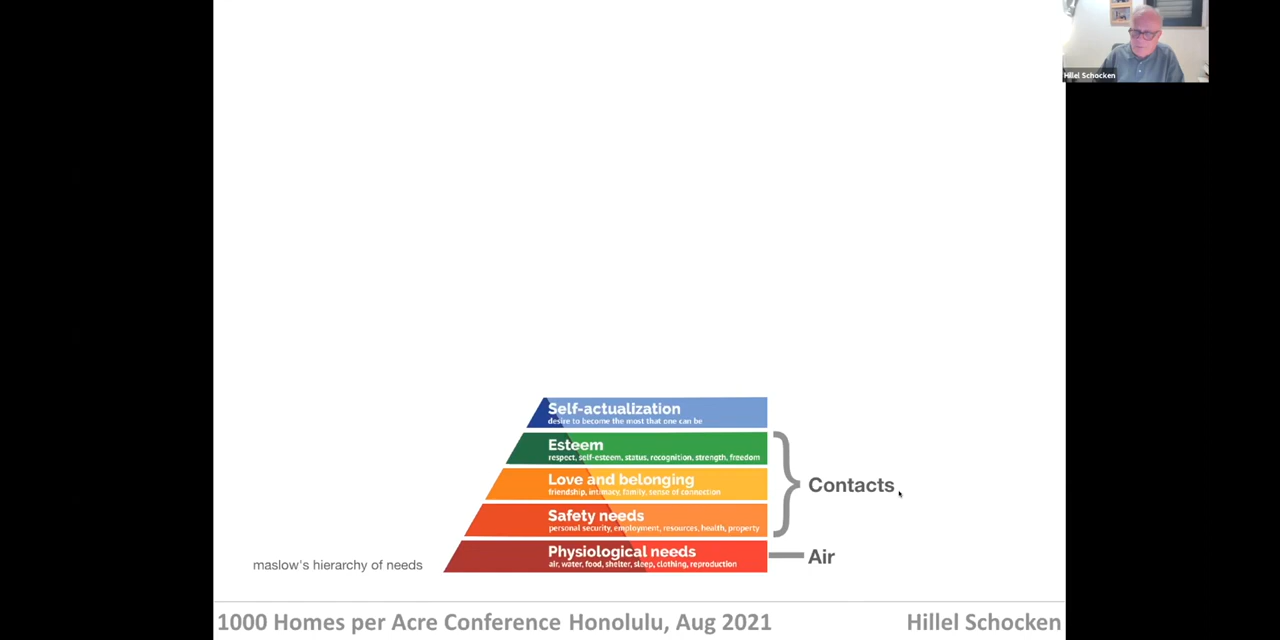 Hillel Schocken
Self-actualization
desire to become the most that one can be
Esteem
respect, self-esteem, status, recognition, strength, freedom
Love and belonging
friendship, intimacy, family, sense of connection
Contacts
Safety needs
personal security, employment, resources, health, property
Physiological needs
air, water, food, shelter, sleep, clothing, reproduction
Air
maslow's hierarchy of needs
1000 Homes per Acre Conference Honolulu, Aug 2021
Hillel Schocken